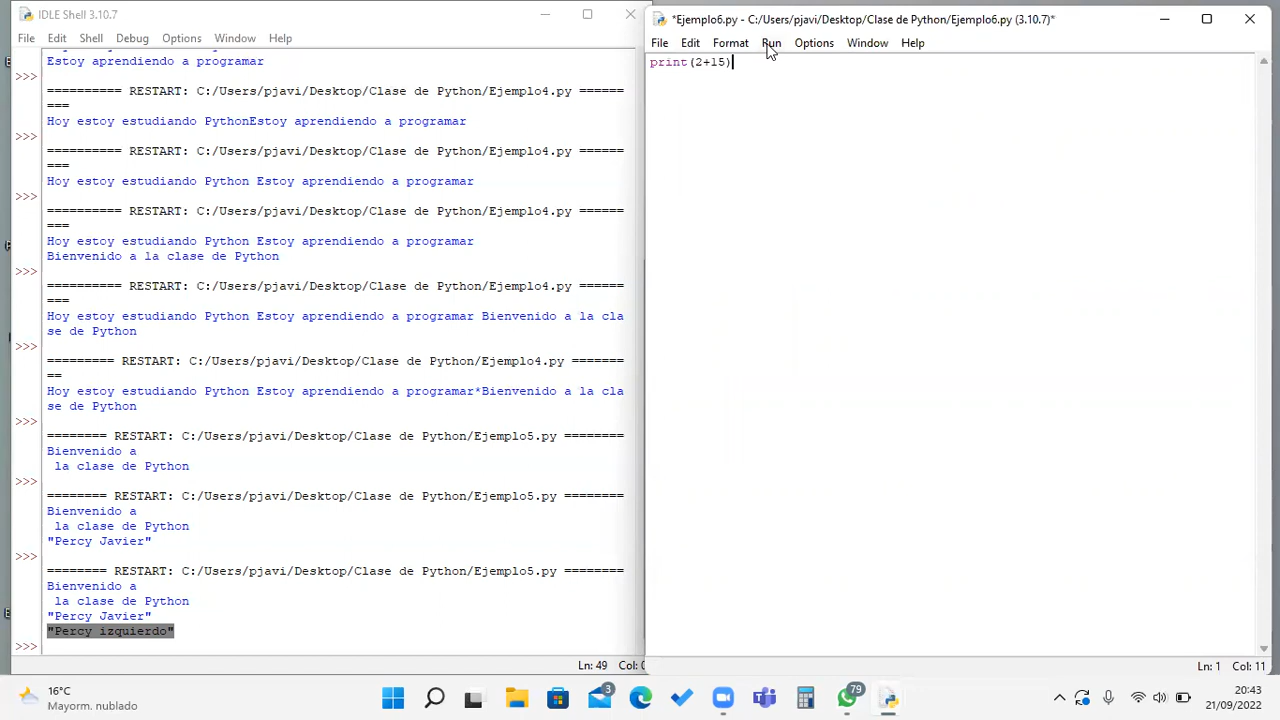 IDLE Shell 3.10.7
File Edit Shell Debug Options Window Help
Estoy aprendiendo a programar
>>>
========== RESTART: C:/Users/pjavi/Desktop/Clase de Python/Ejemplo4.py ======
===
Hoy estoy estudiando PythonEstoy aprendiendo a programar
>>>
========== RESTART: C:/Users/pjavi/Desktop/Clase de Python/Ejemplo4.py ======
===
Hoy estoy estudiando Python Estoy aprendiendo a programar
>>>
========== RESTART: C:/Users/pjavi/Desktop/Clase de Python/Ejemplo4.py ======
===
Hoy estoy estudiando Python Estoy aprendiendo a programar
Bienvenido a la clase de Python
>>>
========== RESTART: C:/Users/pjavi/Desktop/Clase de Python/Ejemplo4.py ======
===
Hoy estoy estudiando Python Estoy aprendiendo a programar Bienvenido a la cla
se de Python
>>>
========= RESTART: C:/Users/pjavi/Desktop/Clase de Python/Ejemplo4.py =======
==
Hoy estoy estudiando Python Estoy aprendiendo a programar*Bienvenido a la cla
se de Python
>>>
======== RESTART: C:/Users/pjavi/Desktop/Clase de Python/Ejemplo5.py ========
Bienvenido a
la clase de Python
>>>
======== RESTART: C:/Users/pjavi/Desktop/Clase de Python/Ejemplo5.py ========
Bienvenido a
la clase de Python
"Percy Javier"
>>>
======== RESTART: C:/Users/pjavi/Desktop/Clase de Python/Ejemplo5.py ========
Bienvenido a
la clase de Python
"Percy Javier"
"Percy izquierdo"
>>>
Ln: 49 Col: 0
*Ejemplo6.py - C:/Users/pjavi/Desktop/Clase de Python/Ejemplo6.py (3.10.7)*
File Edit Format Run Options Window Help
print(2+15)
Ln: 1 Col: 11
16°C
Mayorm. nublado
3
79
20:43
21/09/2022